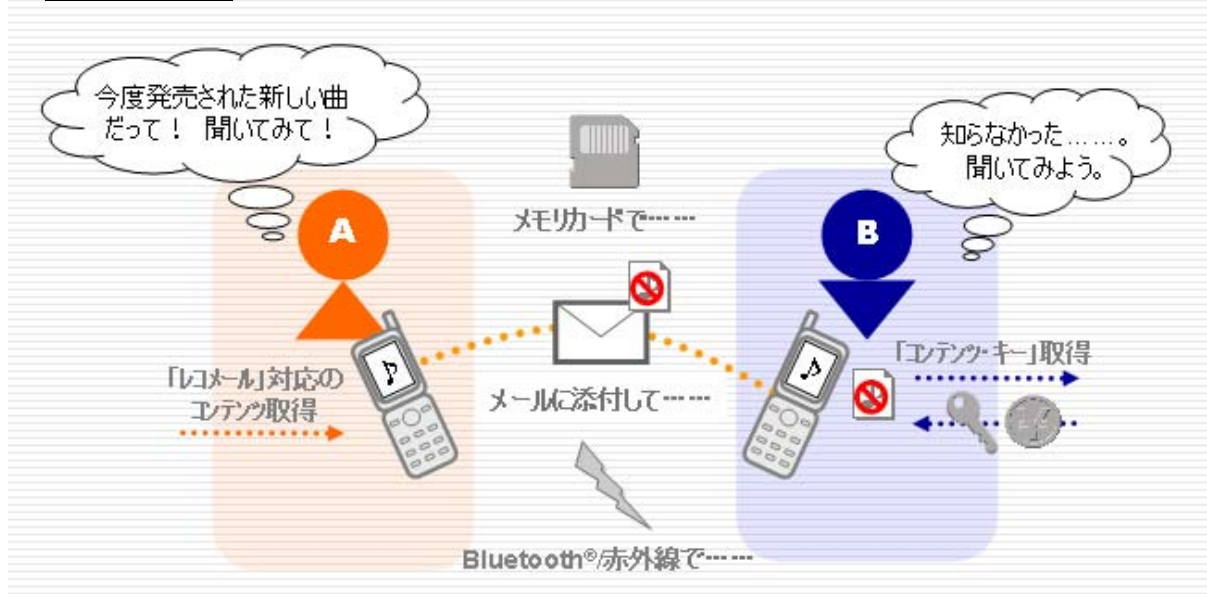 今度発売された新しい曲
だって! 聞いてみて!
知らなかった……。
聞いてみよう。
メモリカードで……
A
B
「レコメール」対応の
コンテンツ取得
メールに添付して……
「コンテンツ・キー」取得
Bluetooth®/赤外線で……